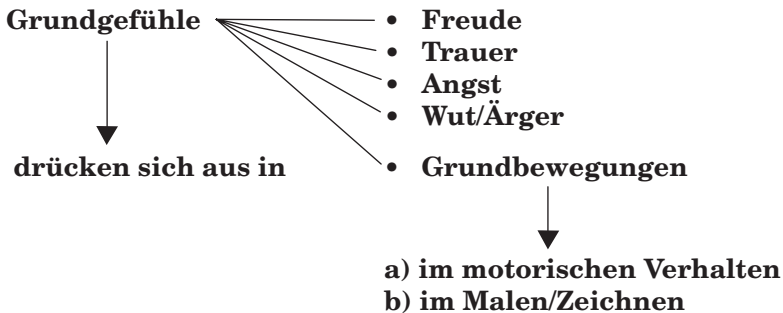 Grundgefühle
• Freude
• Trauer
• Angst
• Wut/Ärger
drücken sich aus in
• Grundbewegungen
a) im motorischen Verhalten
b) im Malen/Zeichnen